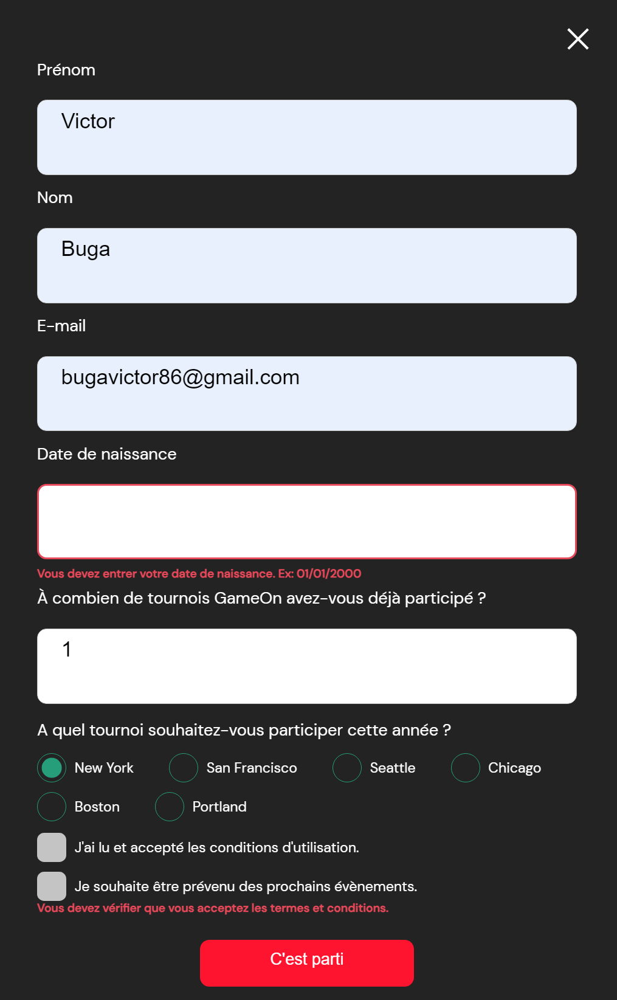 Prénom
Victor
Nom
Buga
E-mail
bugavictor86@gmail.com
Date de naissance
Vous devez entrer votre date de naissance. Ex: 01/01/2000
À combien de tournois GameOn avez-vous déjà participé ?
1
A quel tournoi souhaitez-vous participer cette année ?
New York San Francisco Seattle Chicago
Boston Portland
J'ai lu et accepté les conditions d'utilisation.
Je souhaite être prévenu des prochains évènements.
Vous devez vérifier que vous acceptez les termes et conditions.
C'est parti